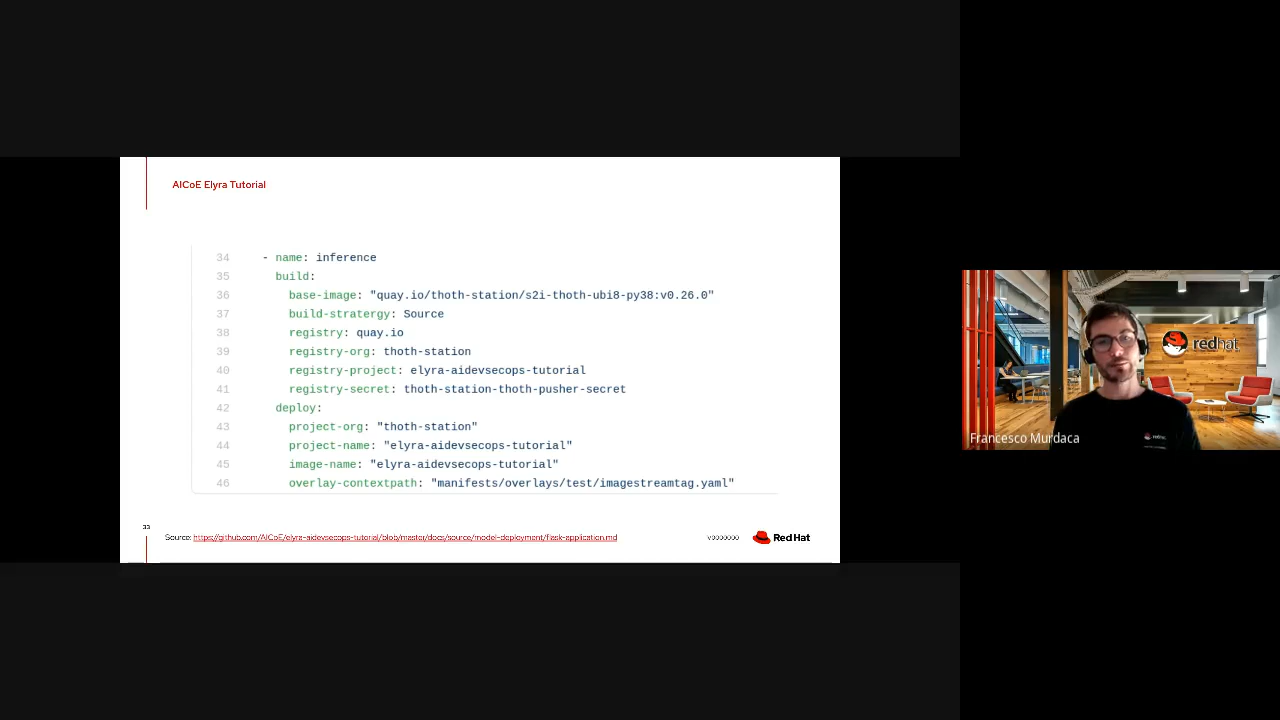 AICoE Elyra Tutorial
34 - name: inference
35 build:
36 base-image: "quay.io/thoth-station/s2i-thoth-ubi8-py38:v0.26.0"
37 build-stratergy: Source
38 registry: quay.io
39 registry-org: thoth-station
40 registry-project: elyra-aidevsecops-tutorial
41 registry-secret: thoth-station-thoth-pusher-secret
42 deploy:
43 project-org: "thoth-station"
44 project-name: "elyra-aidevsecops-tutorial"
45 image-name: "elyra-aidevsecops-tutorial"
46 overlay-contextpath: "manifests/overlays/test/imagestreamtag.yaml"
33
Source: https://github.com/AICoE/elyra-aidevsecops-tutorial/blob/master/docs/source/model-deployment/flask-application.md
V0000000
Red Hat
redhat
Francesco Murdaca